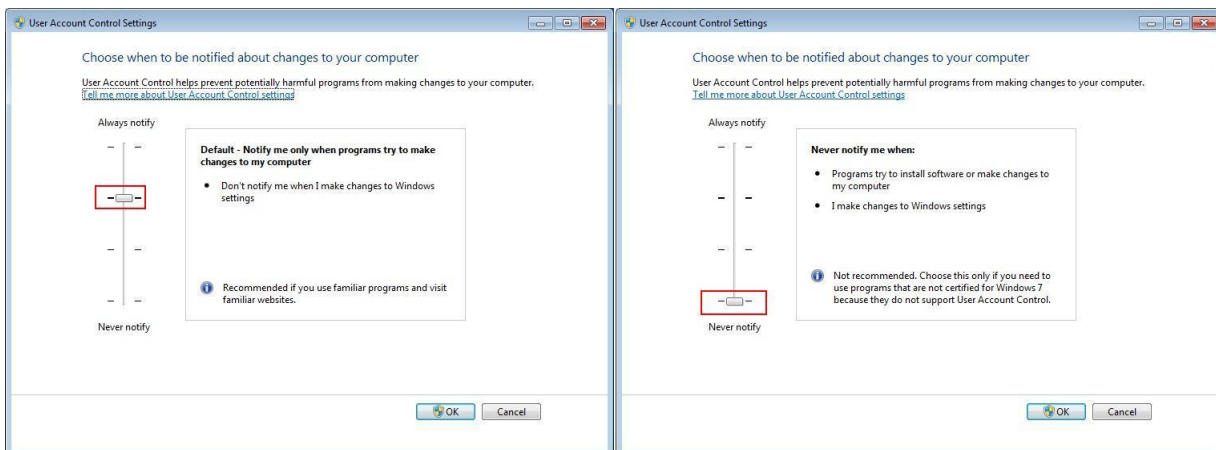 User Account Control Settings
Choose when to be notified about changes to your computer
User Account Control helps prevent potentially harmful programs from making changes to your computer.
Tell me more about User Account Control settings
Always notify
Default - Notify me only when programs try to make
changes to my computer
Don't notify me when I make changes to Windows
settings
Recommended if you use familiar programs and visit
familiar websites.
Never notify
OK
Cancel
User Account Control Settings
Choose when to be notified about changes to your computer
User Account Control helps prevent potentially harmful programs from making changes to your computer.
Tell me more about User Account Control settings
Always notify
Never notify me when:
Programs try to install software or make changes to
my computer
I make changes to Windows settings
Not recommended. Choose this only if you need to
use programs that are not certified for Windows 7
because they do not support User Account Control.
Never notify
OK
Cancel